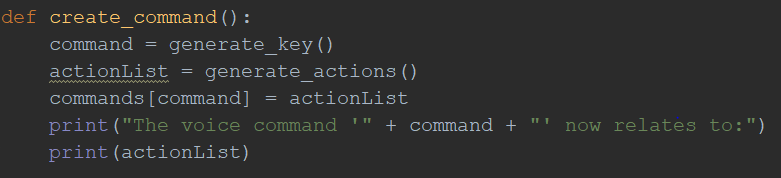 def create_command():
    command = generate_key()
    actionList = generate_actions()
    commands[command] = actionList
    print("The voice command '" + command + "' now relates to:")
    print(actionList)